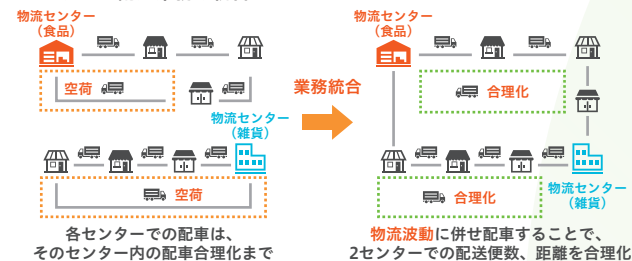 物流センター
（食品）
空荷
物流センター
（雑貨）
空荷
各センターでの配車は、
そのセンター内の配車合理化まで
業務統合
物流センター
（食品）
合理化
合理化
物流センター
（雑貨）
物流波動に併せ配車することで、
2センターでの配送便数、距離を合理化